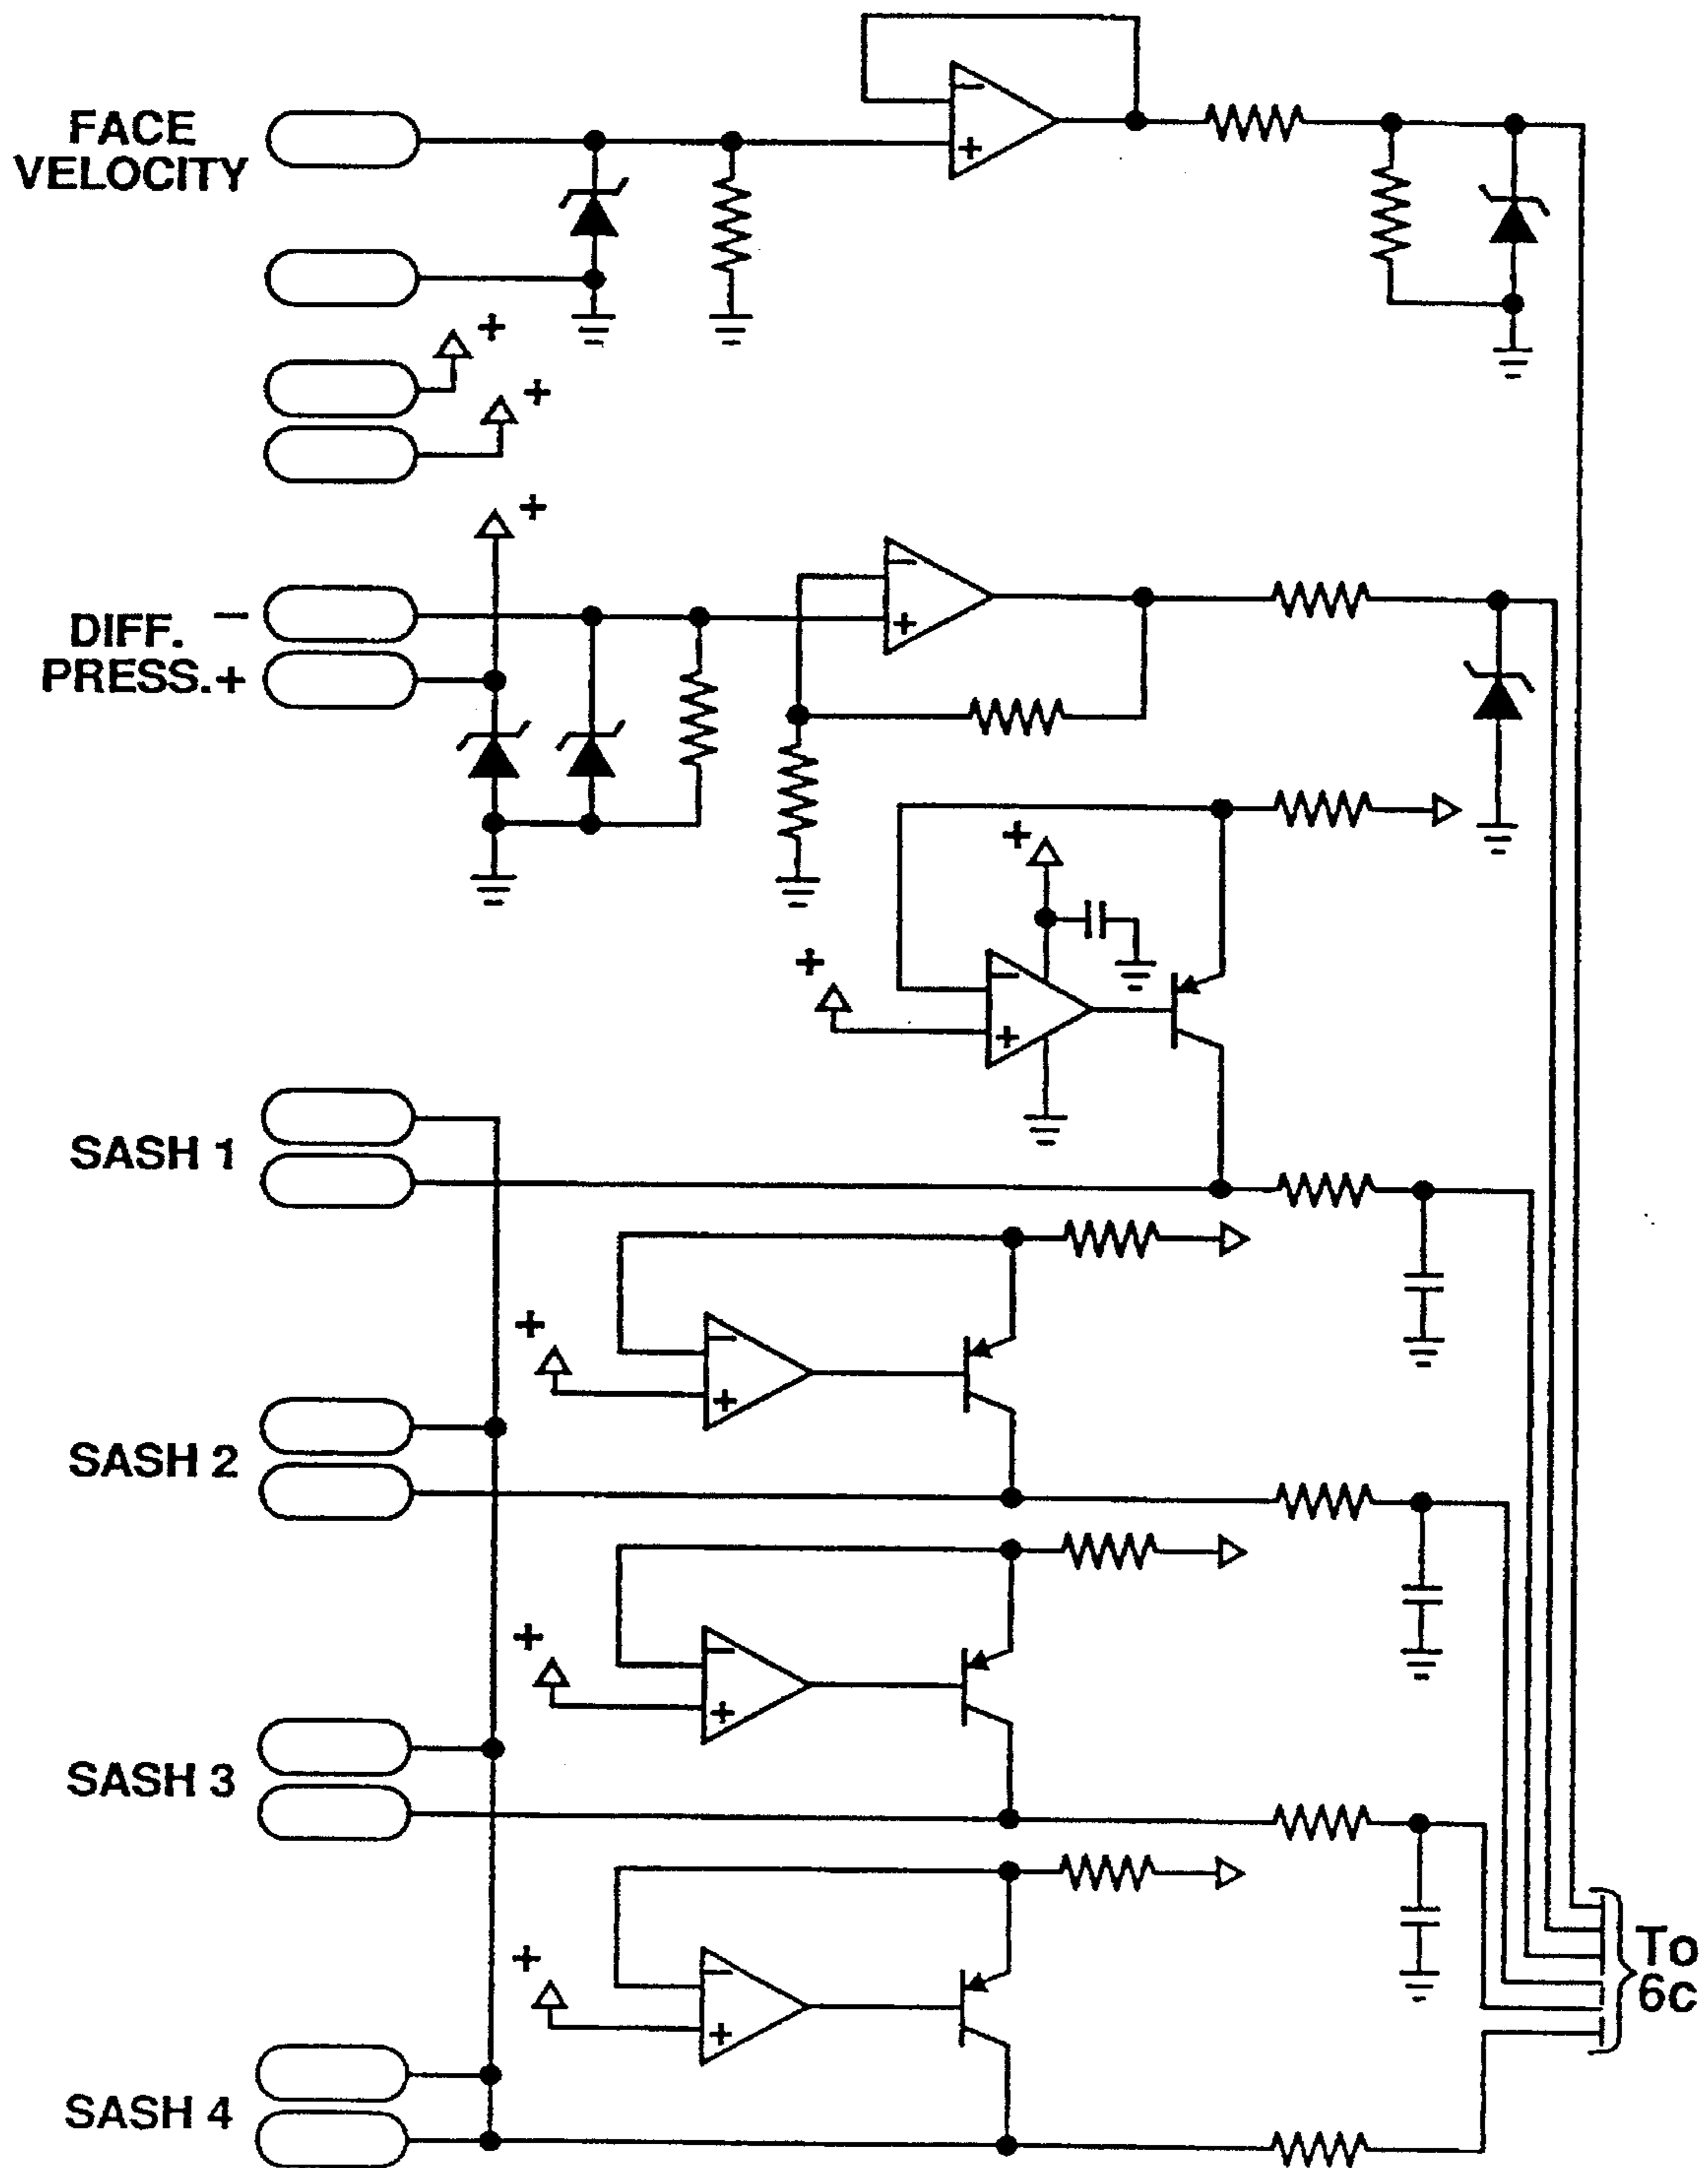 FACE
VELOCITY
+
+
+
DIFF. −
PRESS.+
− +
− +
+
+
− +
SASH 1
+
− +
SASH 2
+
− +
SASH 3
+
− +
SASH 4
To
6c